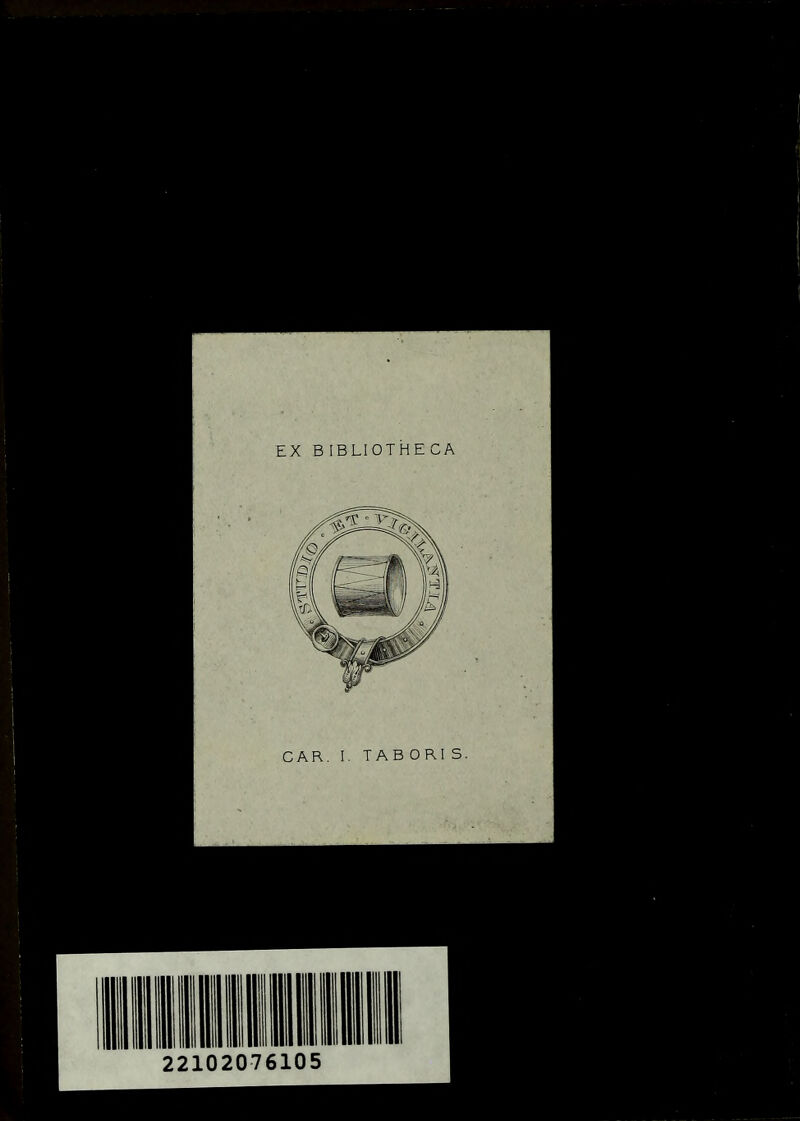 EX BIBLIOTHECA
· STUDIO · ET · VIGILANTIA ·
CAR. I. TABORIS.
22102076105